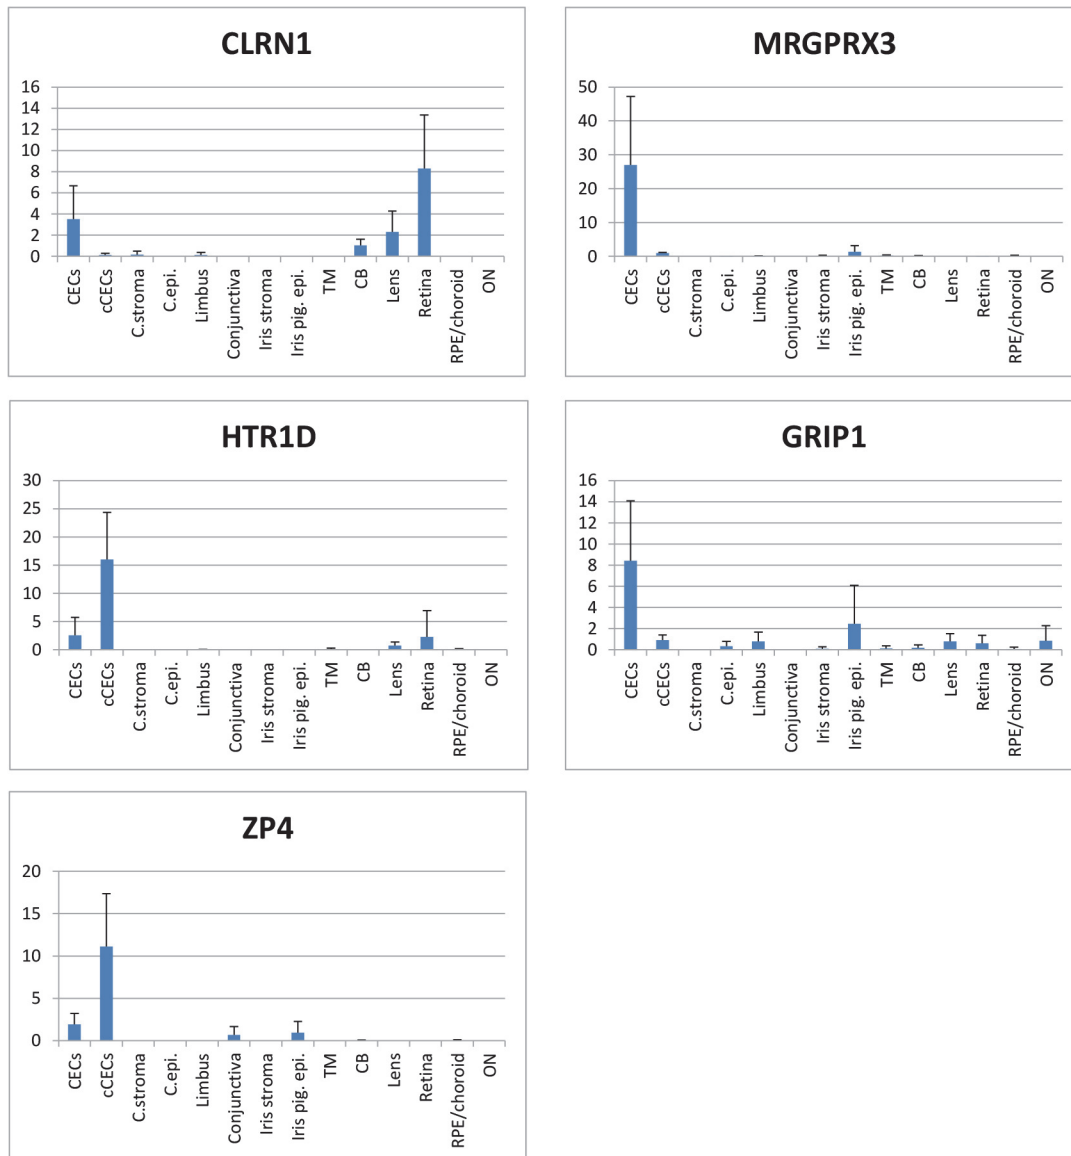 CLRN1
16
14
12
10
8
6
4
2
0
CECs
cCECs
C.stroma
C.epi.
Limbus
Conjunctiva
Iris stroma
Iris pig. epi.
TM
CB
Lens
Retina
RPE/choroid
ON
MRGPRX3
50
40
30
20
10
0
CECs
cCECs
C.stroma
C.epi.
Limbus
Conjunctiva
Iris stroma
Iris pig. epi.
TM
CB
Lens
Retina
RPE/choroid
ON
HTR1D
30
25
20
15
10
5
0
CECs
cCECs
C.stroma
C.epi.
Limbus
Conjunctiva
Iris stroma
Iris pig. epi.
TM
CB
Lens
Retina
RPE/choroid
ON
GRIP1
16
14
12
10
8
6
4
2
0
CECs
cCECs
C.stroma
C.epi.
Limbus
Conjunctiva
Iris stroma
Iris pig. epi.
TM
CB
Lens
Retina
RPE/choroid
ON
ZP4
20
15
10
5
0
CECs
cCECs
C.stroma
C.epi.
Limbus
Conjunctiva
Iris stroma
Iris pig. epi.
TM
CB
Lens
Retina
RPE/choroid
ON